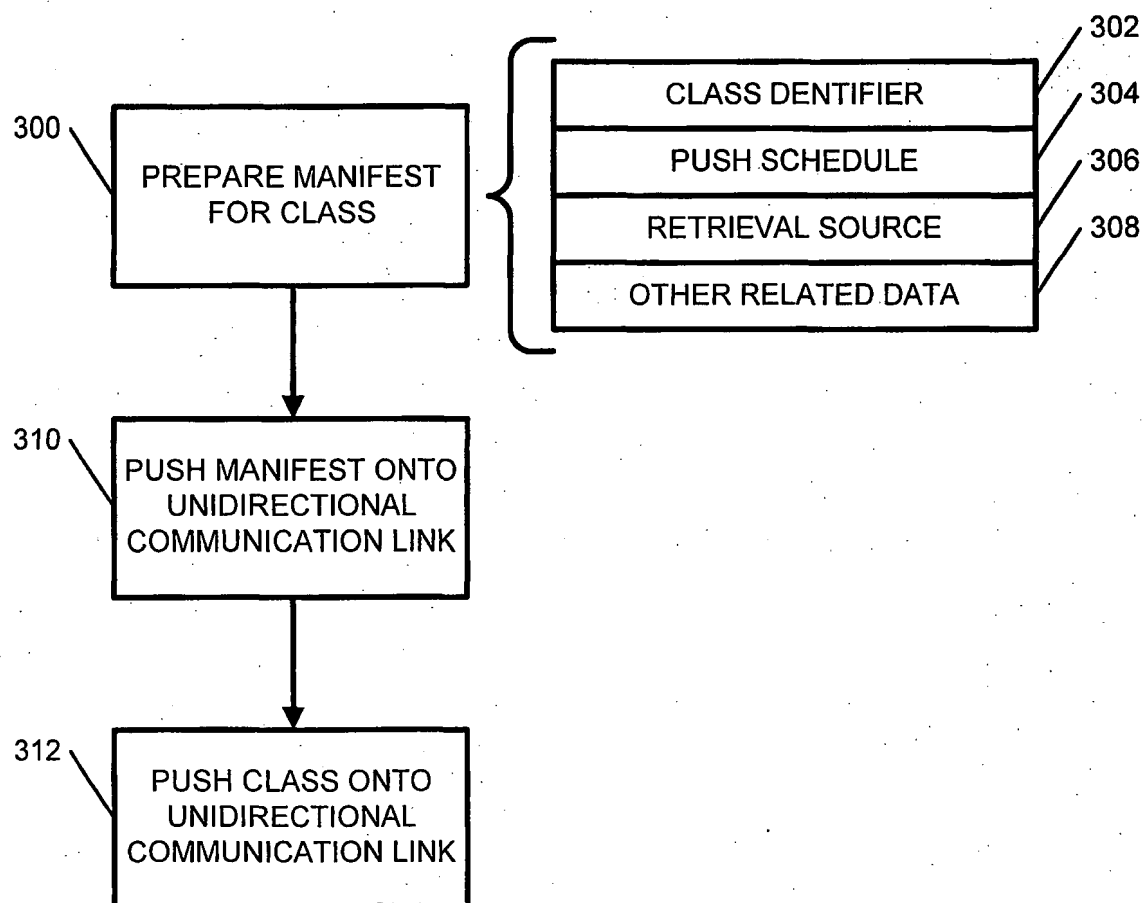 302
CLASS DENTIFIER
304
300
PREPARE MANIFEST
FOR CLASS
PUSH SCHEDULE
306
RETRIEVAL SOURCE
308
OTHER RELATED DATA
310
PUSH MANIFEST ONTO
UNIDIRECTIONAL
COMMUNICATION LINK
312
PUSH CLASS ONTO
UNIDIRECTIONAL
COMMUNICATION LINK